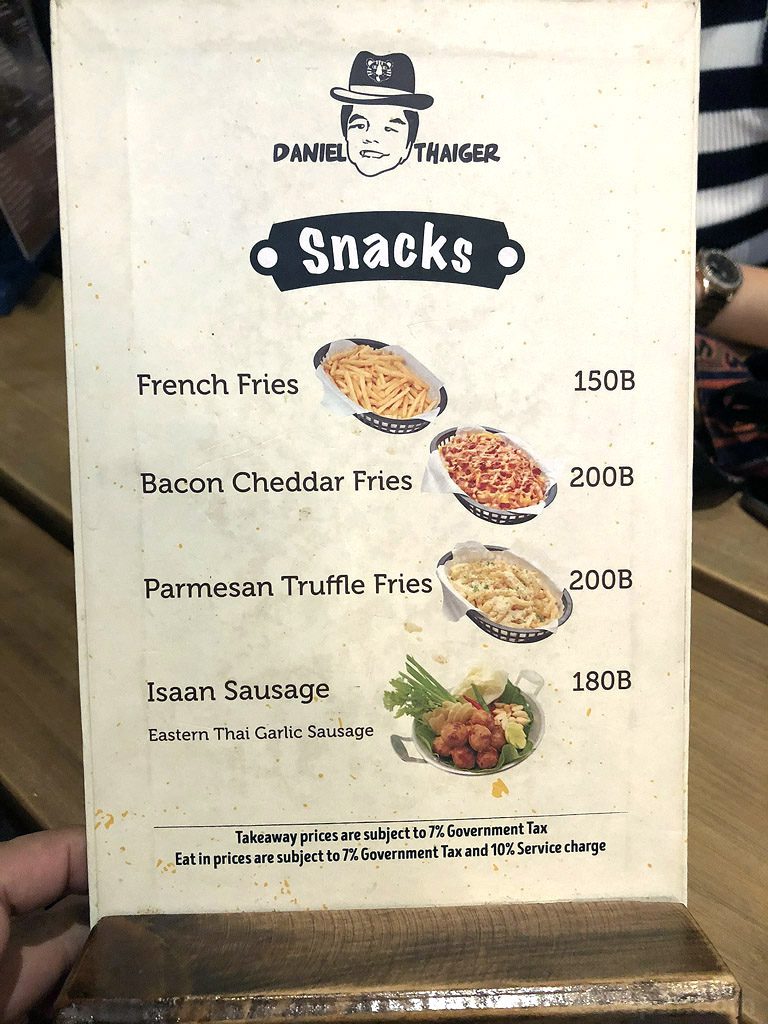 DANIEL THAIGER
Snacks
French Fries 150B
Bacon Cheddar Fries 200B
Parmesan Truffle Fries 200B
Isaan Sausage 180B
Eastern Thai Garlic Sausage
Takeaway prices are subject to 7% Government Tax
Eat in prices are subject to 7% Government Tax and 10% Service charge